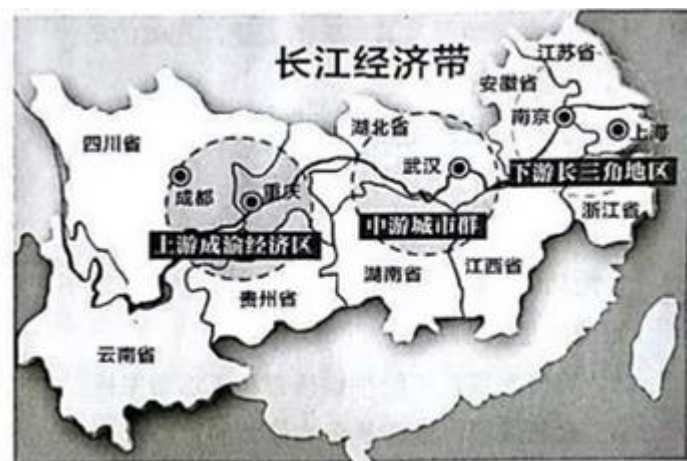 长江经济带
江苏省
安徽省
南京
上海
四川省
湖北省
武汉
成都
重庆
下游长三角地区
浙江省
上游成渝经济区
中游城市群
江西省
湖南省
贵州省
云南省